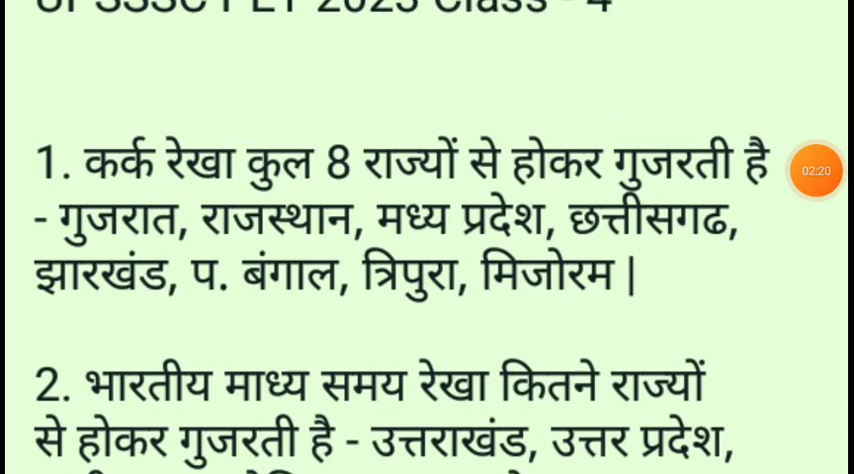 1. कर्क रेखा कुल 8 राज्यों से होकर गुजरती है
02:20
- गुजरात, राजस्थान, मध्य प्रदेश, छत्तीसगढ,
झारखंड, प. बंगाल, त्रिपुरा, मिजोरम |
2. भारतीय माध्य समय रेखा कितने राज्यों
से होकर गुजरती है - उत्तराखंड, उत्तर प्रदेश,